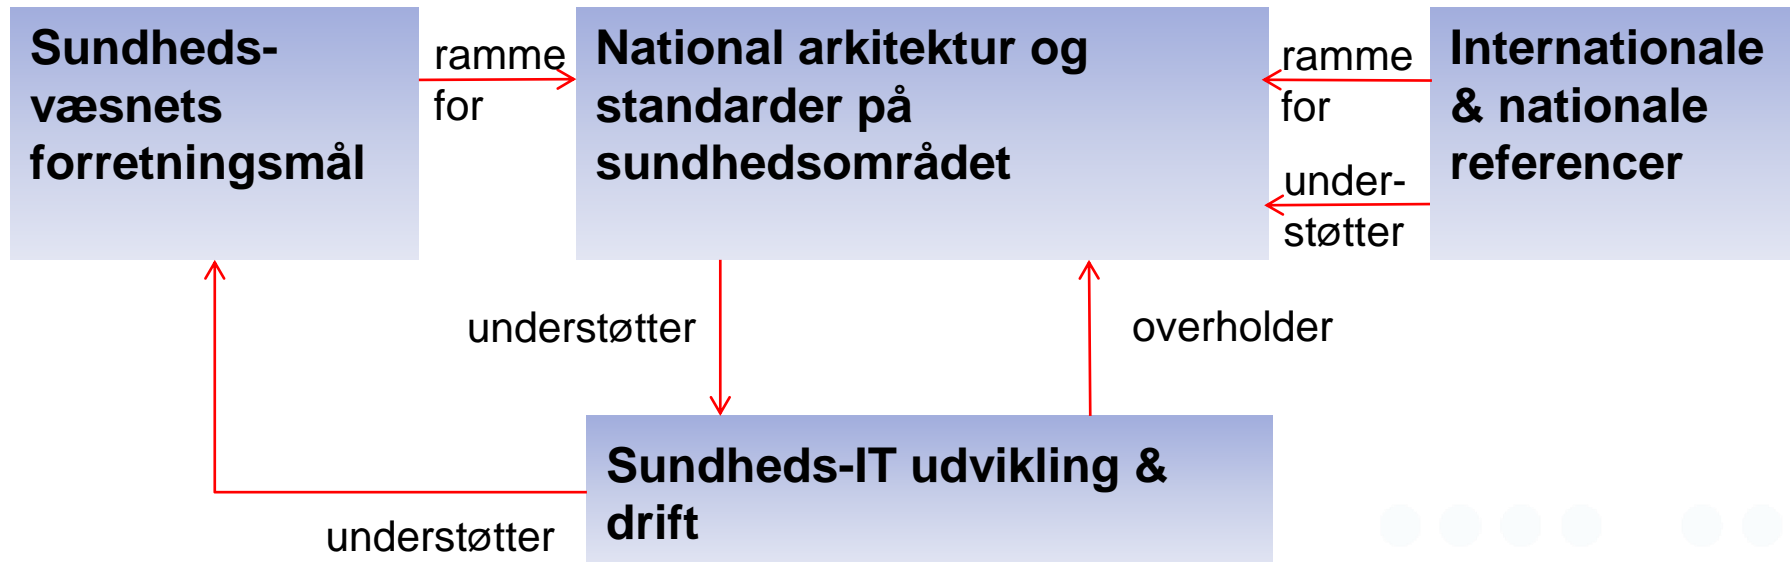 Sundheds-
væsnets
forretningsmål
ramme
for
National arkitektur og
standarder på
sundhedsområdet
ramme
for
under-
støtter
Internationale
& nationale
referencer
understøtter
overholder
Sundheds-IT udvikling &
drift
understøtter